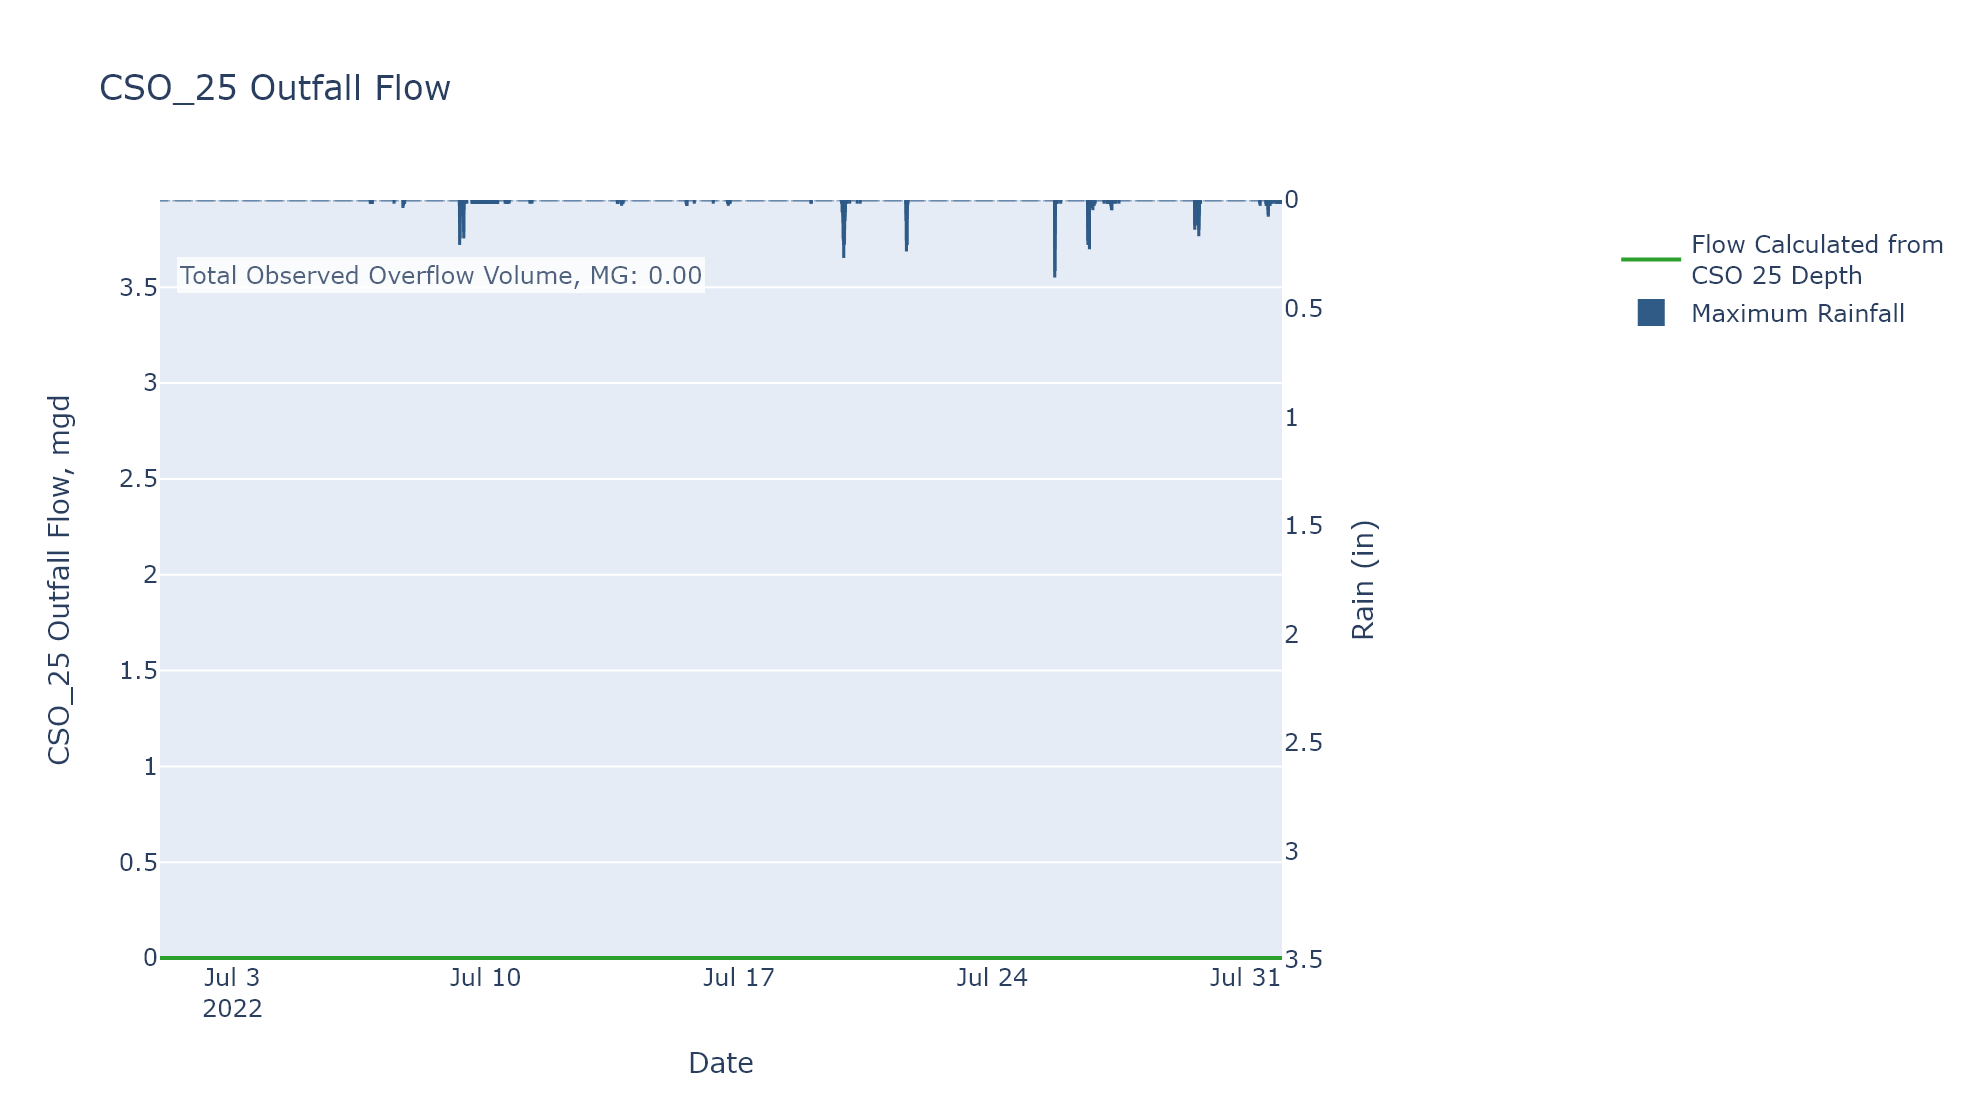 CSO_25 Outfall Flow
Total Observed Overflow Volume, MG: 0.00
CSO_25 Outfall Flow, mgd
3.5
3
2.5
2
1.5
1
0.5
0
0
0.5
1
1.5
2
2.5
3
3.5
Rain (in)
Flow Calculated from
CSO 25 Depth
Maximum Rainfall
Jul 3
2022
Jul 10
Jul 17
Jul 24
Jul 31
Date